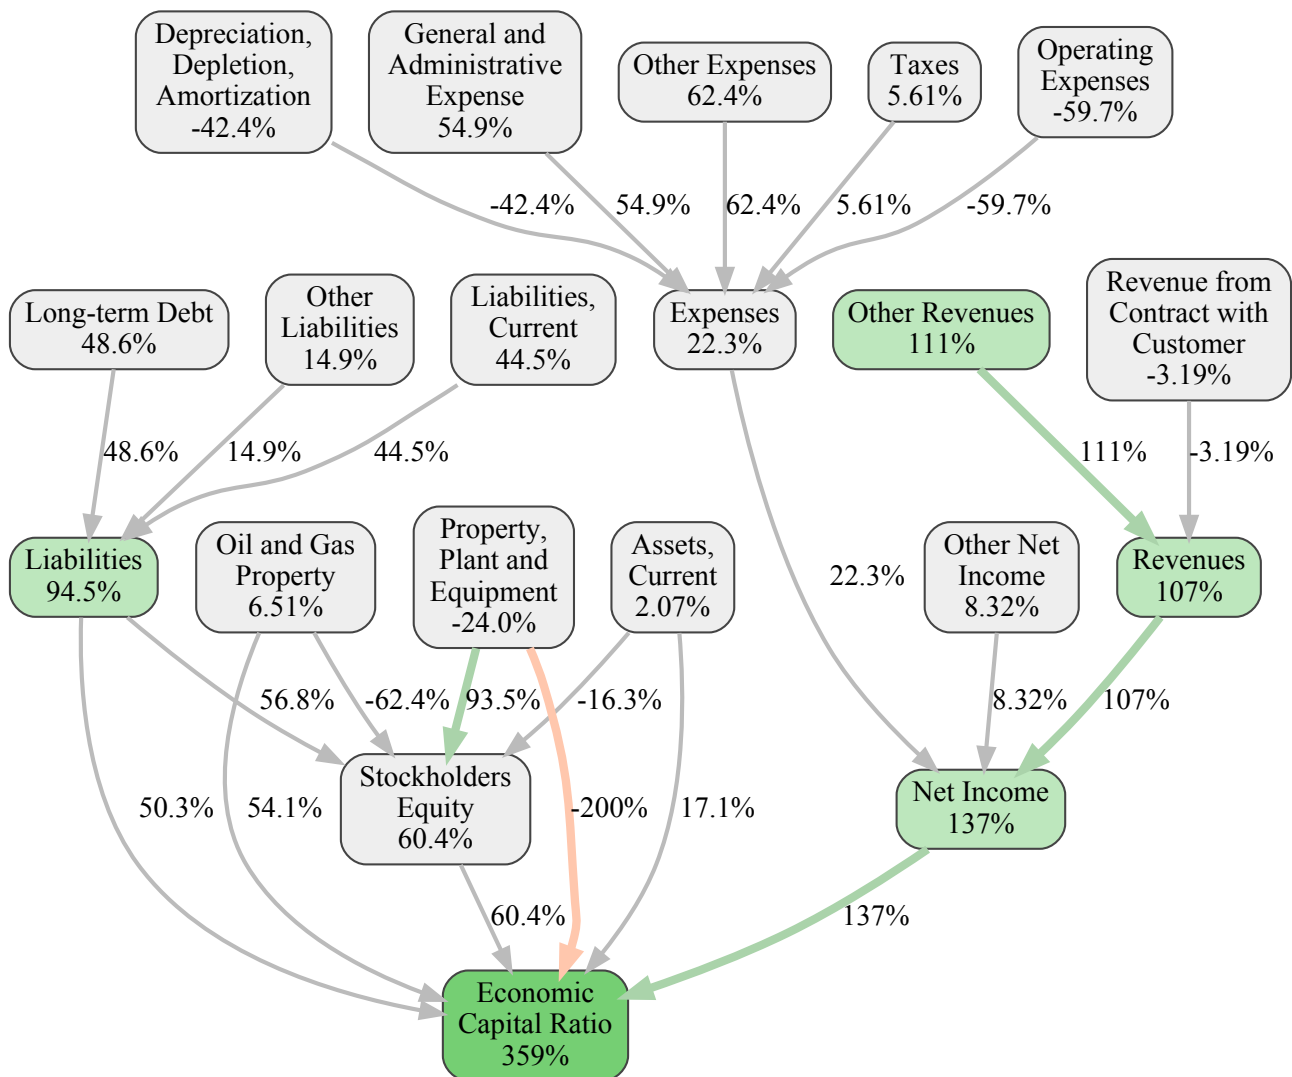 Depreciation,
Depletion,
Amortization
-42.4%
General and
Administrative
Expense
54.9%
Other Expenses
62.4%
Taxes
5.61%
Operating
Expenses
-59.7%
-42.4%
54.9%
62.4%
5.61%
-59.7%
Long-term Debt
48.6%
Other
Liabilities
14.9%
Liabilities,
Current
44.5%
Expenses
22.3%
Other Revenues
111%
Revenue from
Contract with
Customer
-3.19%
48.6%
14.9%
44.5%
111%
-3.19%
Liabilities
94.5%
Oil and Gas
Property
6.51%
Property,
Plant and
Equipment
-24.0%
Assets,
Current
2.07%
22.3%
Other Net
Income
8.32%
Revenues
107%
56.8%
-62.4%
93.5%
-16.3%
8.32%
107%
50.3%
54.1%
Stockholders
Equity
60.4%
-200%
17.1%
Net Income
137%
60.4%
137%
Economic
Capital Ratio
359%